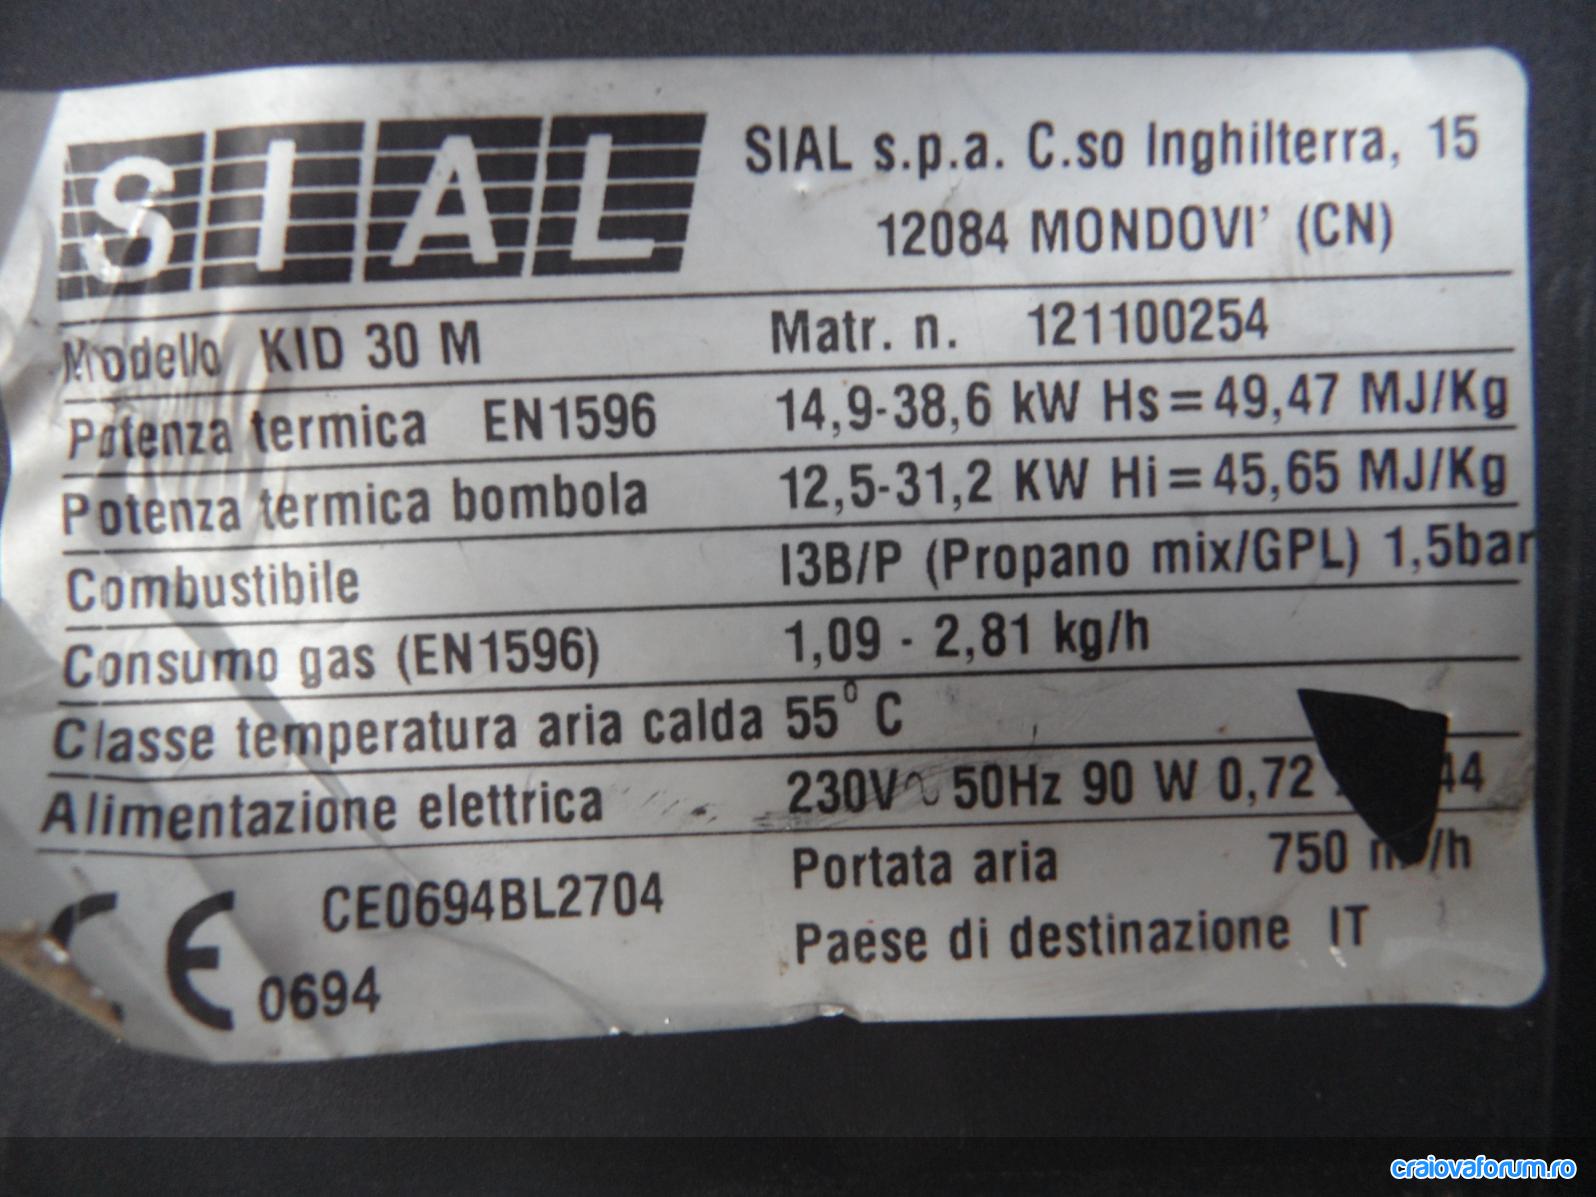 SIAL
SIAL s.p.a. C.so Inghilterra, 15
12084 MONDOVI' (CN)
Modello KID 30 M Matr. n. 121100254
Potenza termica EN1596 14,9-38,6 kW Hs=49,47 MJ/Kg
Potenza termica bombola 12,5-31,2 KW Hi=45,65 MJ/Kg
Combustibile I3B/P (Propano mix/GPL) 1,5bar
Consumo gas (EN1596) 1,09 - 2,81 kg/h
Classe temperatura aria calda 55° C
Alimentazione elettrica 230V~ 50Hz 90 W 0,72 44
CE CE0694BL2704
0694
Portata aria 750 /h
Paese di destinazione IT
craiovaforum.ro